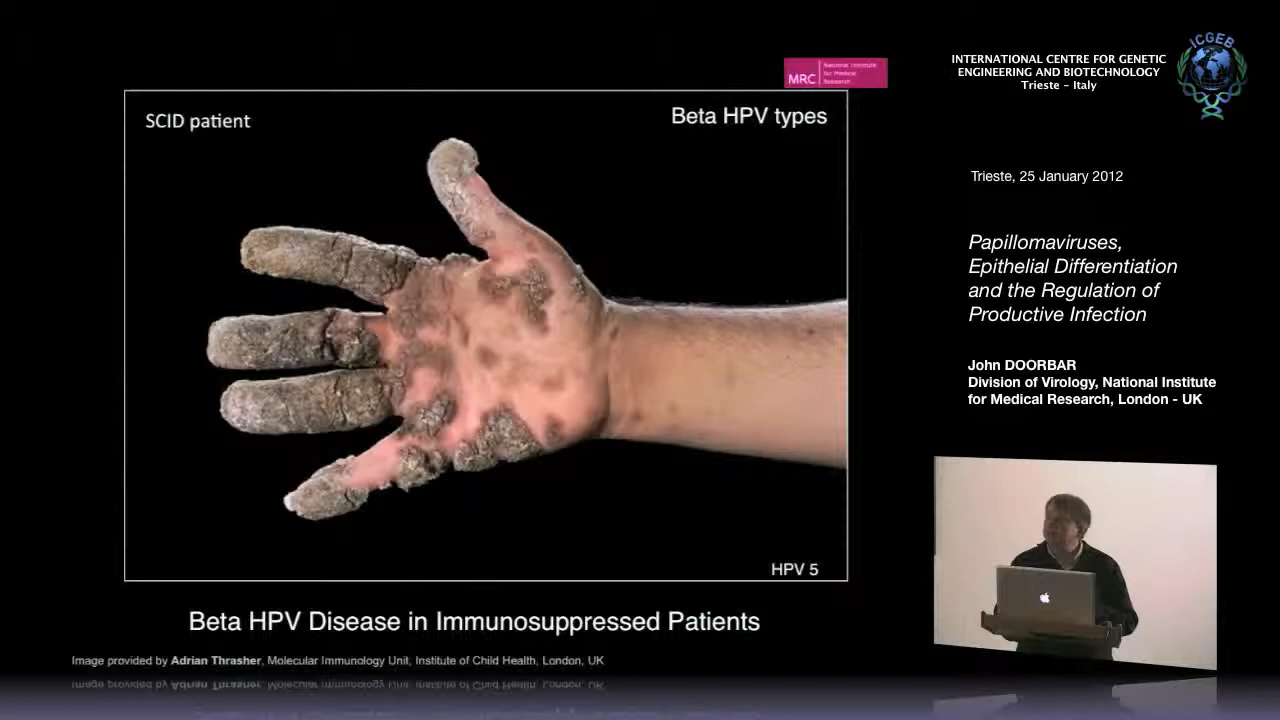 MRC
National Institute
for Medical
Research
SCID patient
Beta HPV types
HPV 5
Beta HPV Disease in Immunosuppressed Patients
Image provided by Adrian Thrasher, Molecular Immunology Unit, Institute of Child Health, London, UK
INTERNATIONAL CENTRE FOR GENETIC
ENGINEERING AND BIOTECHNOLOGY
Trieste - Italy
ICGEB
Trieste, 25 January 2012
Papillomaviruses,
Epithelial Differentiation
and the Regulation of
Productive Infection
John DOORBAR
Division of Virology, National Institute
for Medical Research, London - UK